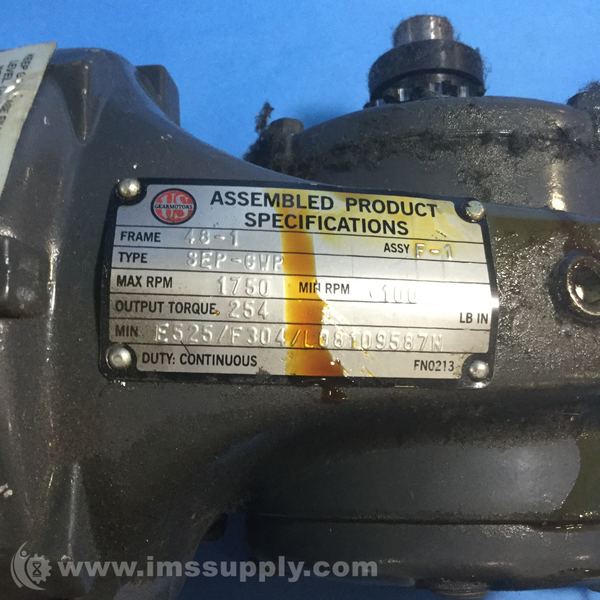 US
GEARMOTORS
ASSEMBLED PRODUCT
SPECIFICATIONS
FRAME 48-1 ASSY F-1
TYPE SEP-GWP
MAX RPM 1750 MIN RPM 100
OUTPUT TORQUE 254 LB IN
MIN E525/F304/L06109567N
DUTY: CONTINUOUS FN0213
www.imssupply.com